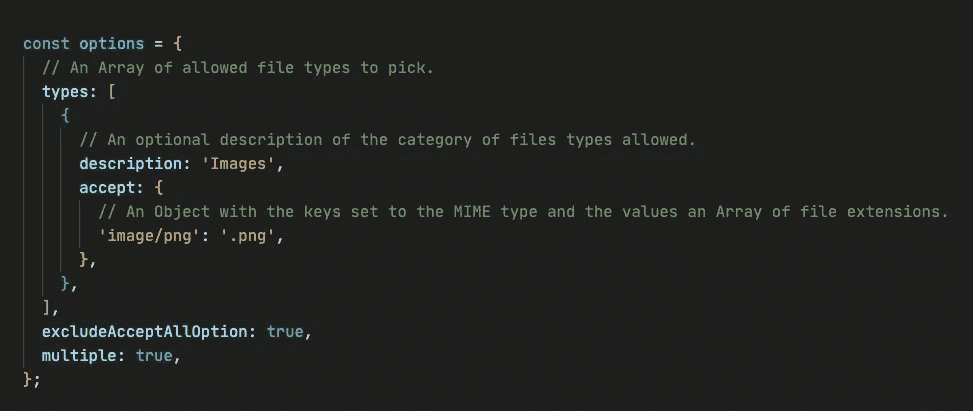 const options = {
  // An Array of allowed file types to pick.
  types: [
    {
      // An optional description of the category of files types allowed.
      description: 'Images',
      accept: {
        // An Object with the keys set to the MIME type and the values an Array of file extensions.
        'image/png': '.png',
      },
    },
  ],
  excludeAcceptAllOption: true,
  multiple: true,
};